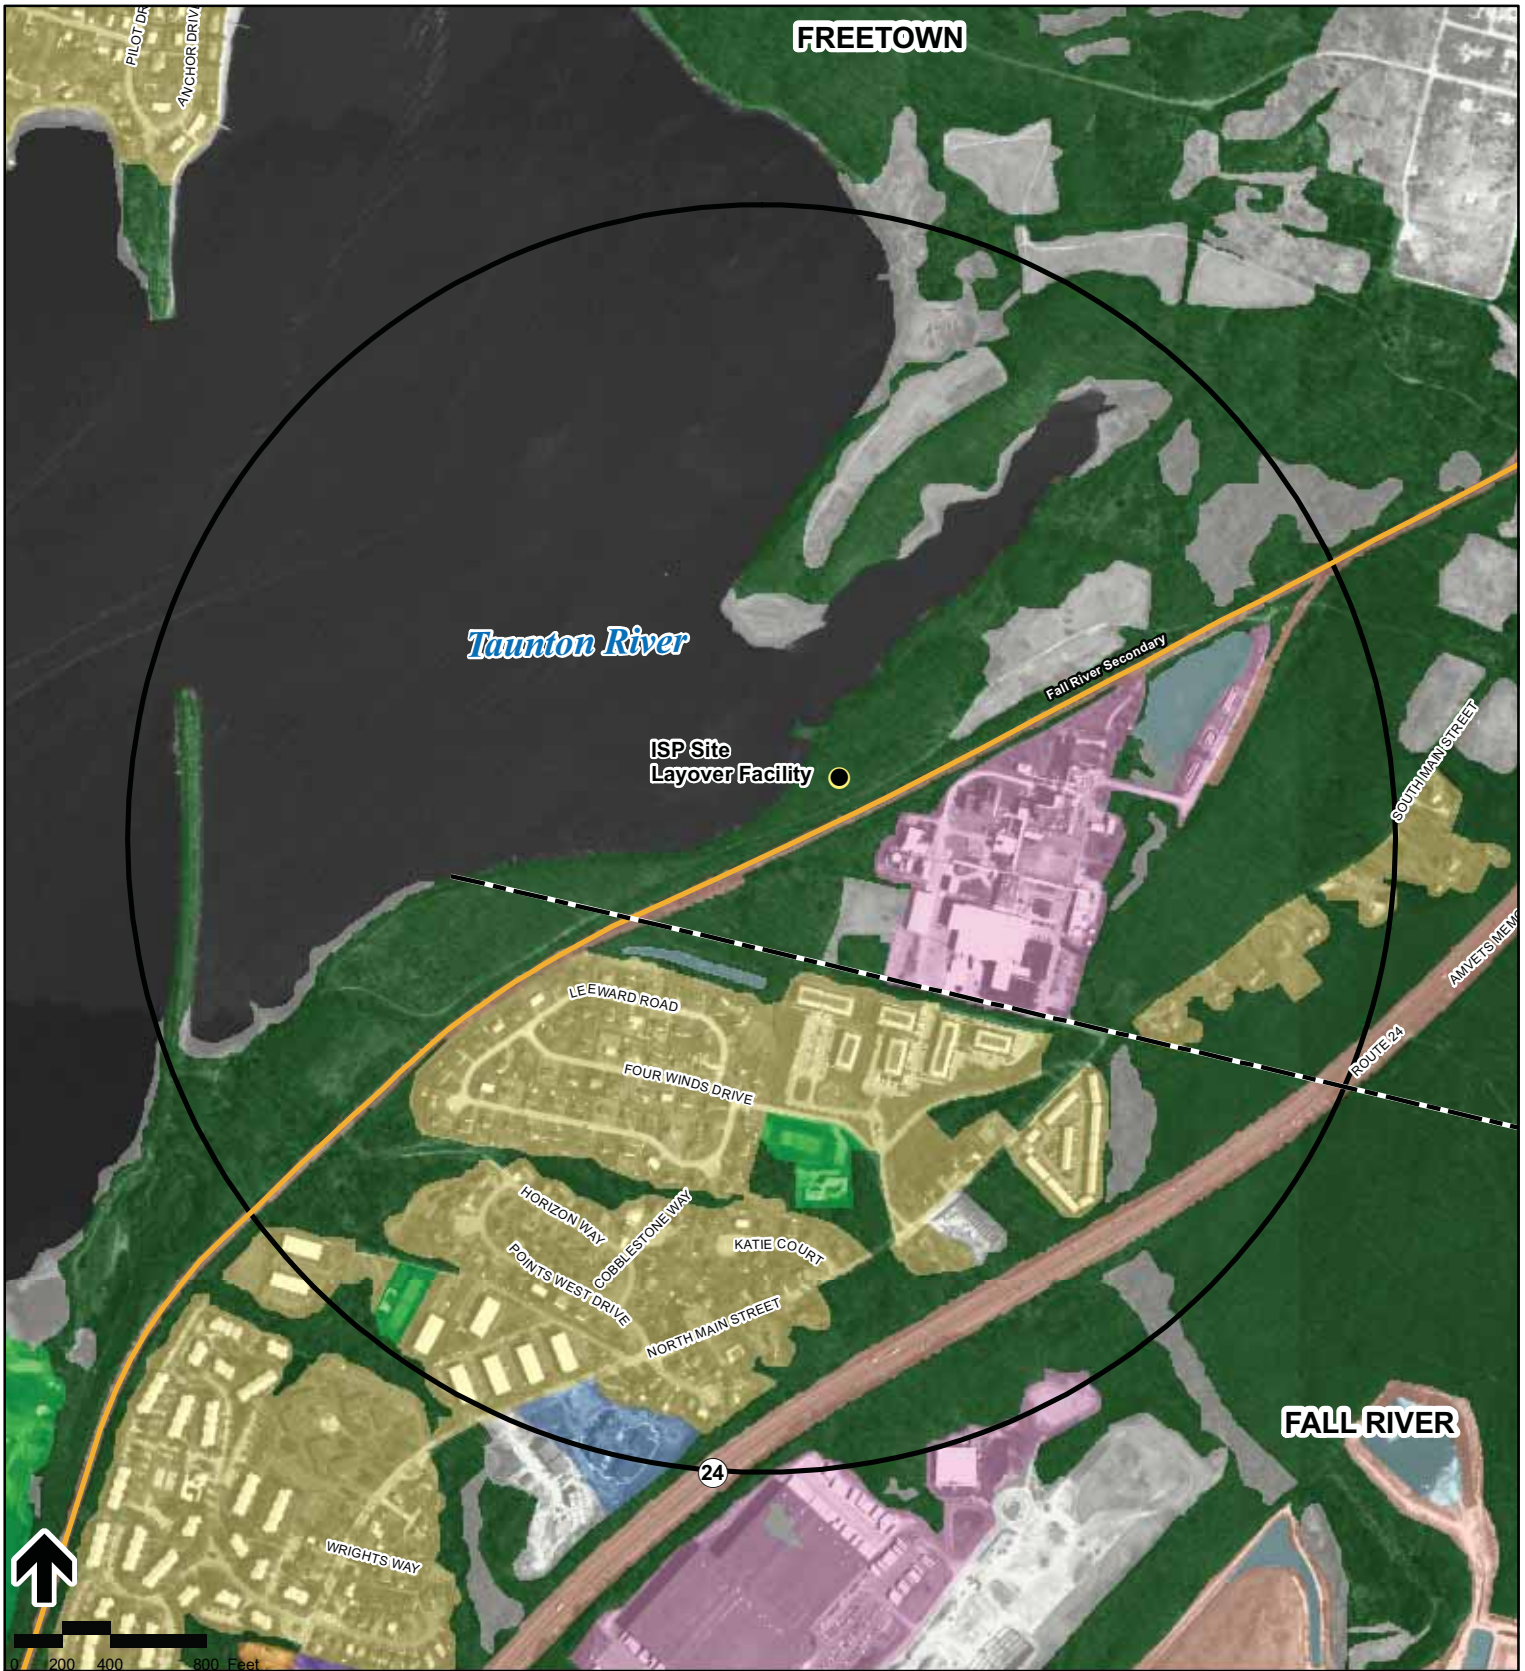 PILOT DR
ANCHOR DRIV
FREETOWN
Taunton River
Fall River Secondary
ISP Site
Layover Facility
SOUTH MAIN STREET
AMVETS MEMO
ROUTE 24
LEEWARD ROAD
FOUR WINDS DRIVE
HORIZON WAY
COBBLESTONE WAY
KATIE COURT
POINTS WEST DRIVE
NORTH MAIN STREET
FALL RIVER
24
WRIGHTS WAY
0 200 400 800 Feet